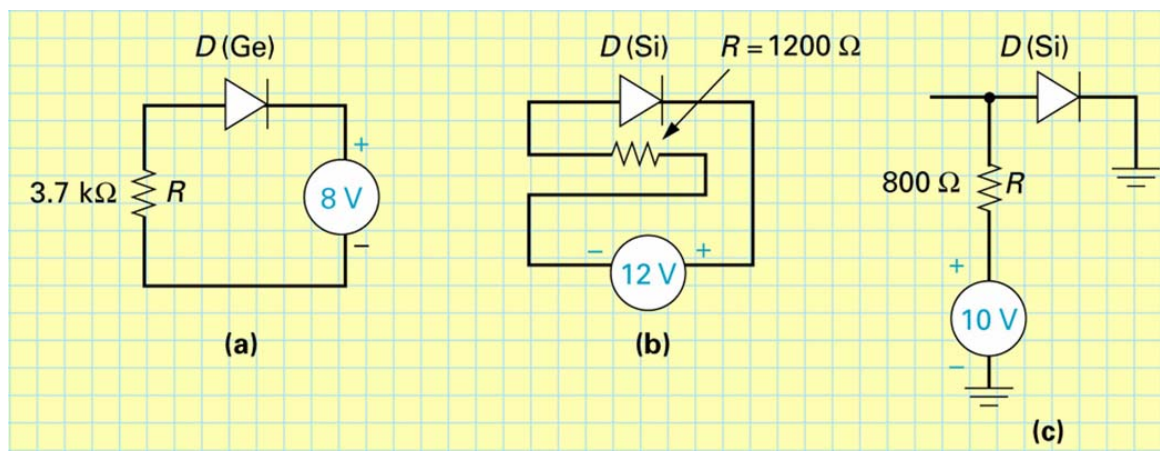 D (Ge)
3.7 kΩ
R
+
8 V
−
(a)
D (Si)
R = 1200 Ω
−
+
12 V
(b)
D (Si)
800 Ω
R
+
10 V
−
(c)